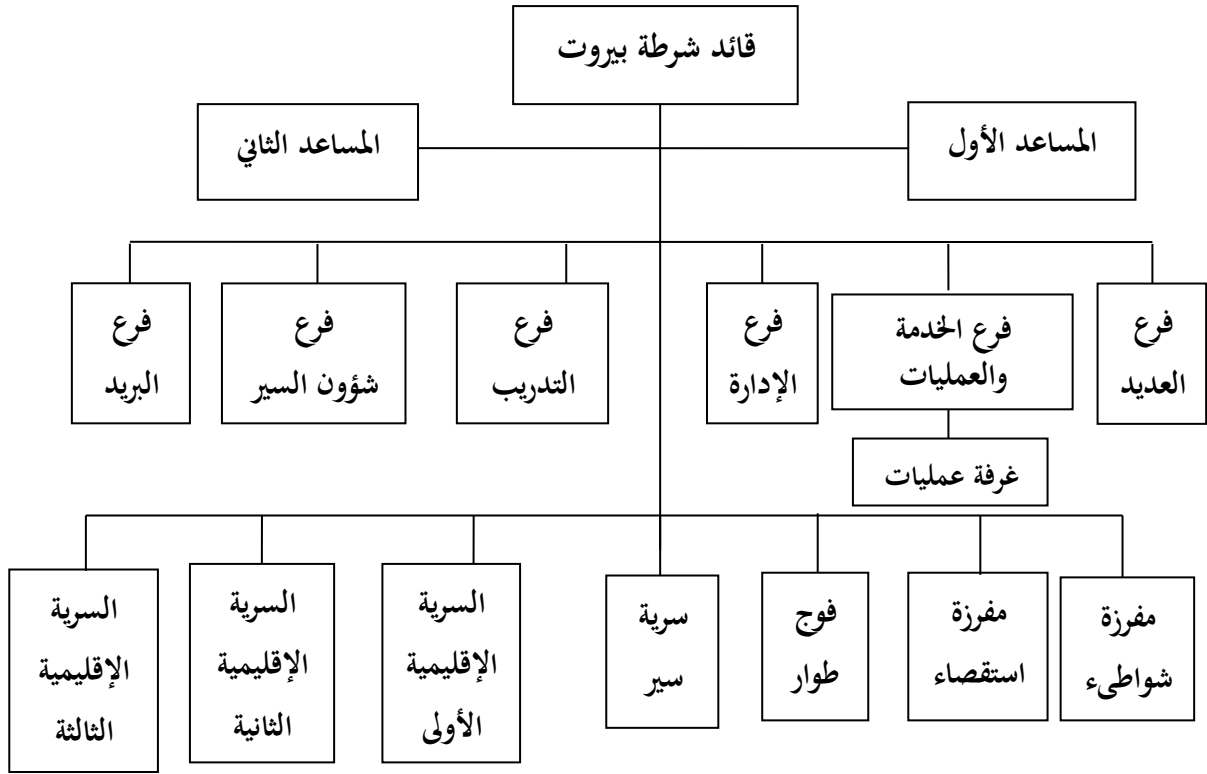 قائد شرطة بيروت
المساعد الأول
المساعد الثاني
فرع
العديد
فرع الخدمة
والعمليات
فرع
الإدارة
فرع
التدريب
فرع
شؤون السير
فرع
البريد
غرفة عمليات
مفرزة
شواطىء
مفرزة
استقصاء
فوج
طوار
سرية
سير
السرية
الإقليمية
الأولى
السرية
الإقليمية
الثانية
السرية
الإقليمية
الثالثة